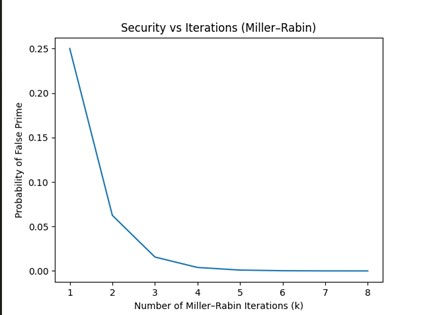 Security vs Iterations (Miller–Rabin)
0.25
0.20
0.15
0.10
0.05
0.00
Probability of False Prime
1 2 3 4 5 6 7 8
Number of Miller–Rabin Iterations (k)